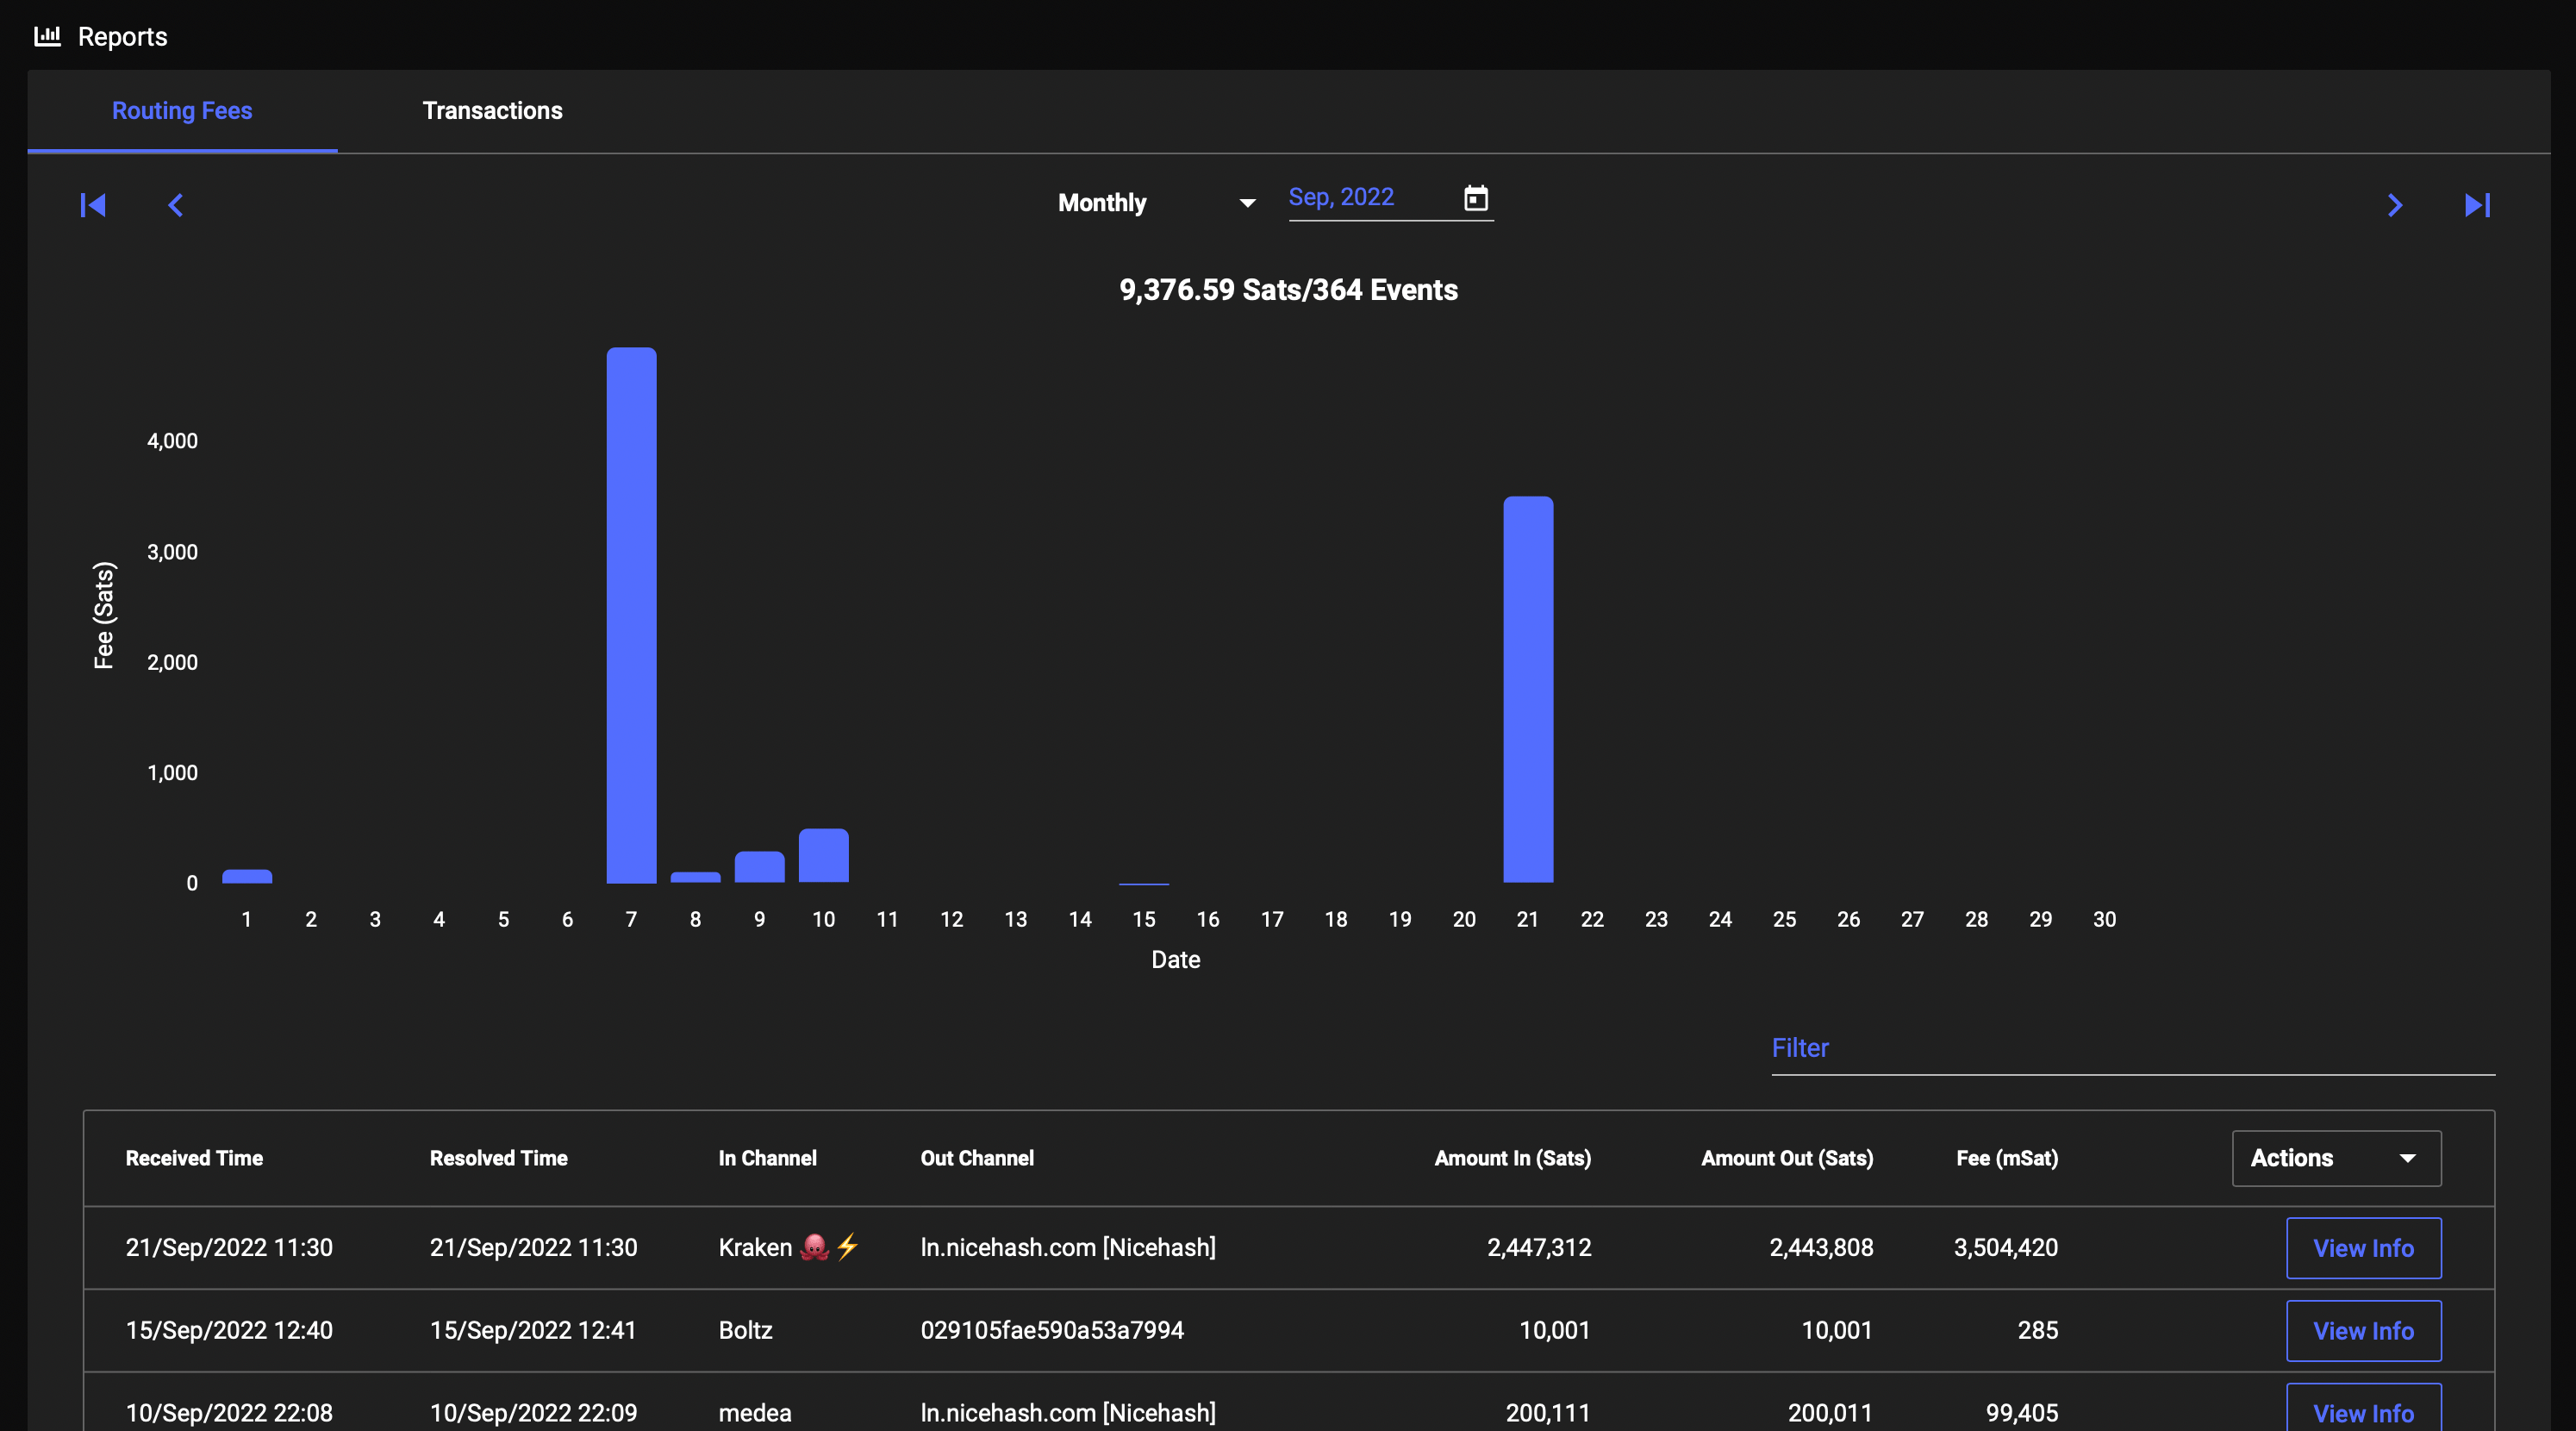 Reports
Routing Fees Transactions
Monthly Sep, 2022
9,376.59 Sats/364 Events
4,000
3,000
2,000
1,000
0
Fee (Sats)
1 2 3 4 5 6 7 8 9 10 11 12 13 14 15 16 17 18 19 20 21 22 23 24 25 26 27 28 29 30
Date
Filter
Received Time Resolved Time In Channel Out Channel Amount In (Sats) Amount Out (Sats) Fee (mSat) Actions
21/Sep/2022 11:30 21/Sep/2022 11:30 Kraken 🐙⚡ ln.nicehash.com [Nicehash] 2,447,312 2,443,808 3,504,420 View Info
15/Sep/2022 12:40 15/Sep/2022 12:41 Boltz 029105fae590a53a7994 10,001 10,001 285 View Info
10/Sep/2022 22:08 10/Sep/2022 22:09 medea ln.nicehash.com [Nicehash] 200,111 200,011 99,405 View Info